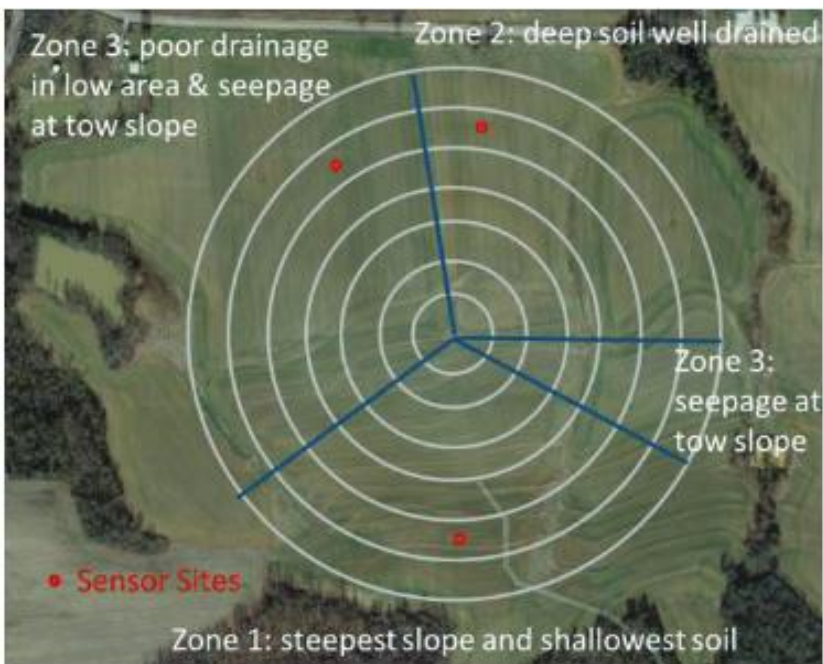 Zone 3: poor drainage
in low area & seepage
at tow slope
Zone 2: deep soil well drained
Zone 3:
seepage at
tow slope
Sensor Sites
Zone 1: steepest slope and shallowest soil